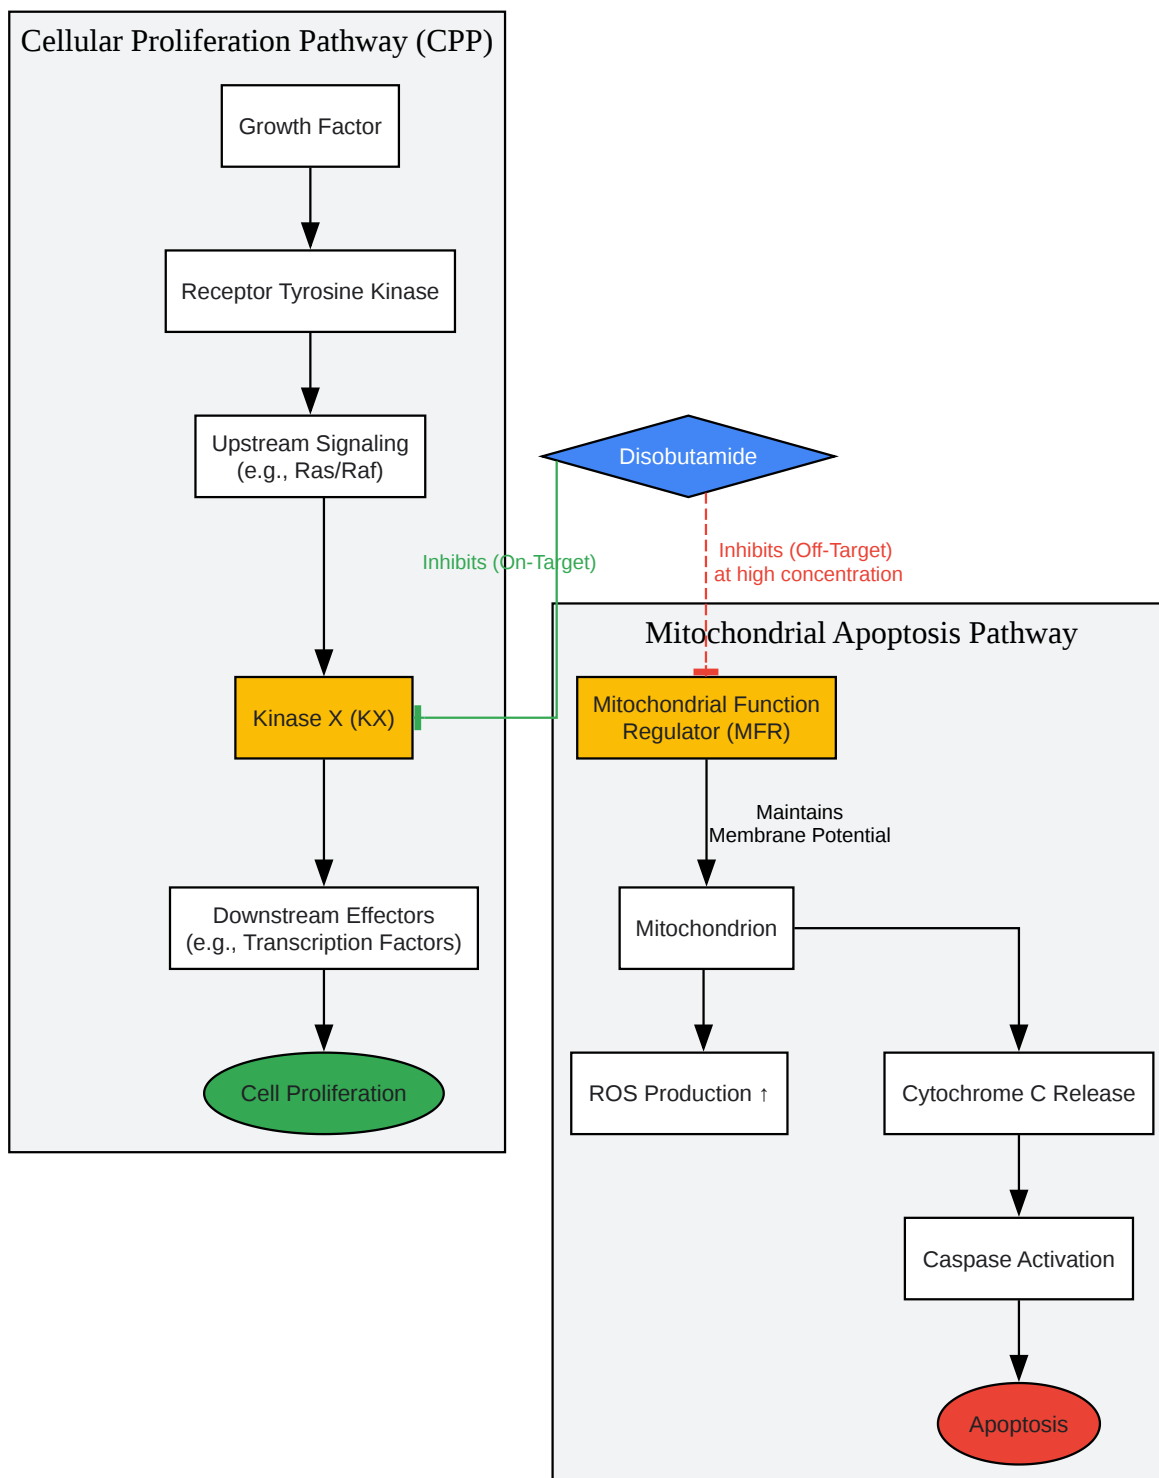 Cellular Proliferation Pathway (CPP)
Growth Factor
Receptor Tyrosine Kinase
Upstream Signaling
(e.g., Ras/Raf)
Disobutamide
Inhibits (On-Target)
Inhibits (Off-Target)
at high concentration
Mitochondrial Apoptosis Pathway
Kinase X (KX)
Mitochondrial Function
Regulator (MFR)
Maintains
Membrane Potential
Downstream Effectors
(e.g., Transcription Factors)
Mitochondrion
Cell Proliferation
ROS Production ↑
Cytochrome C Release
Caspase Activation
Apoptosis